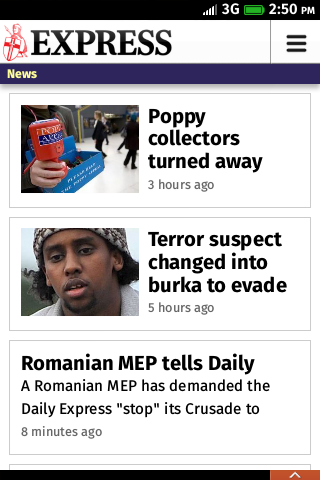 3G 2:50 PM
EXPRESS
News
Poppy
collectors
turned away
3 hours ago
Terror suspect
changed into
burka to evade
5 hours ago
Romanian MEP tells Daily
A Romanian MEP has demanded the
Daily Express "stop" its Crusade to
8 minutes ago